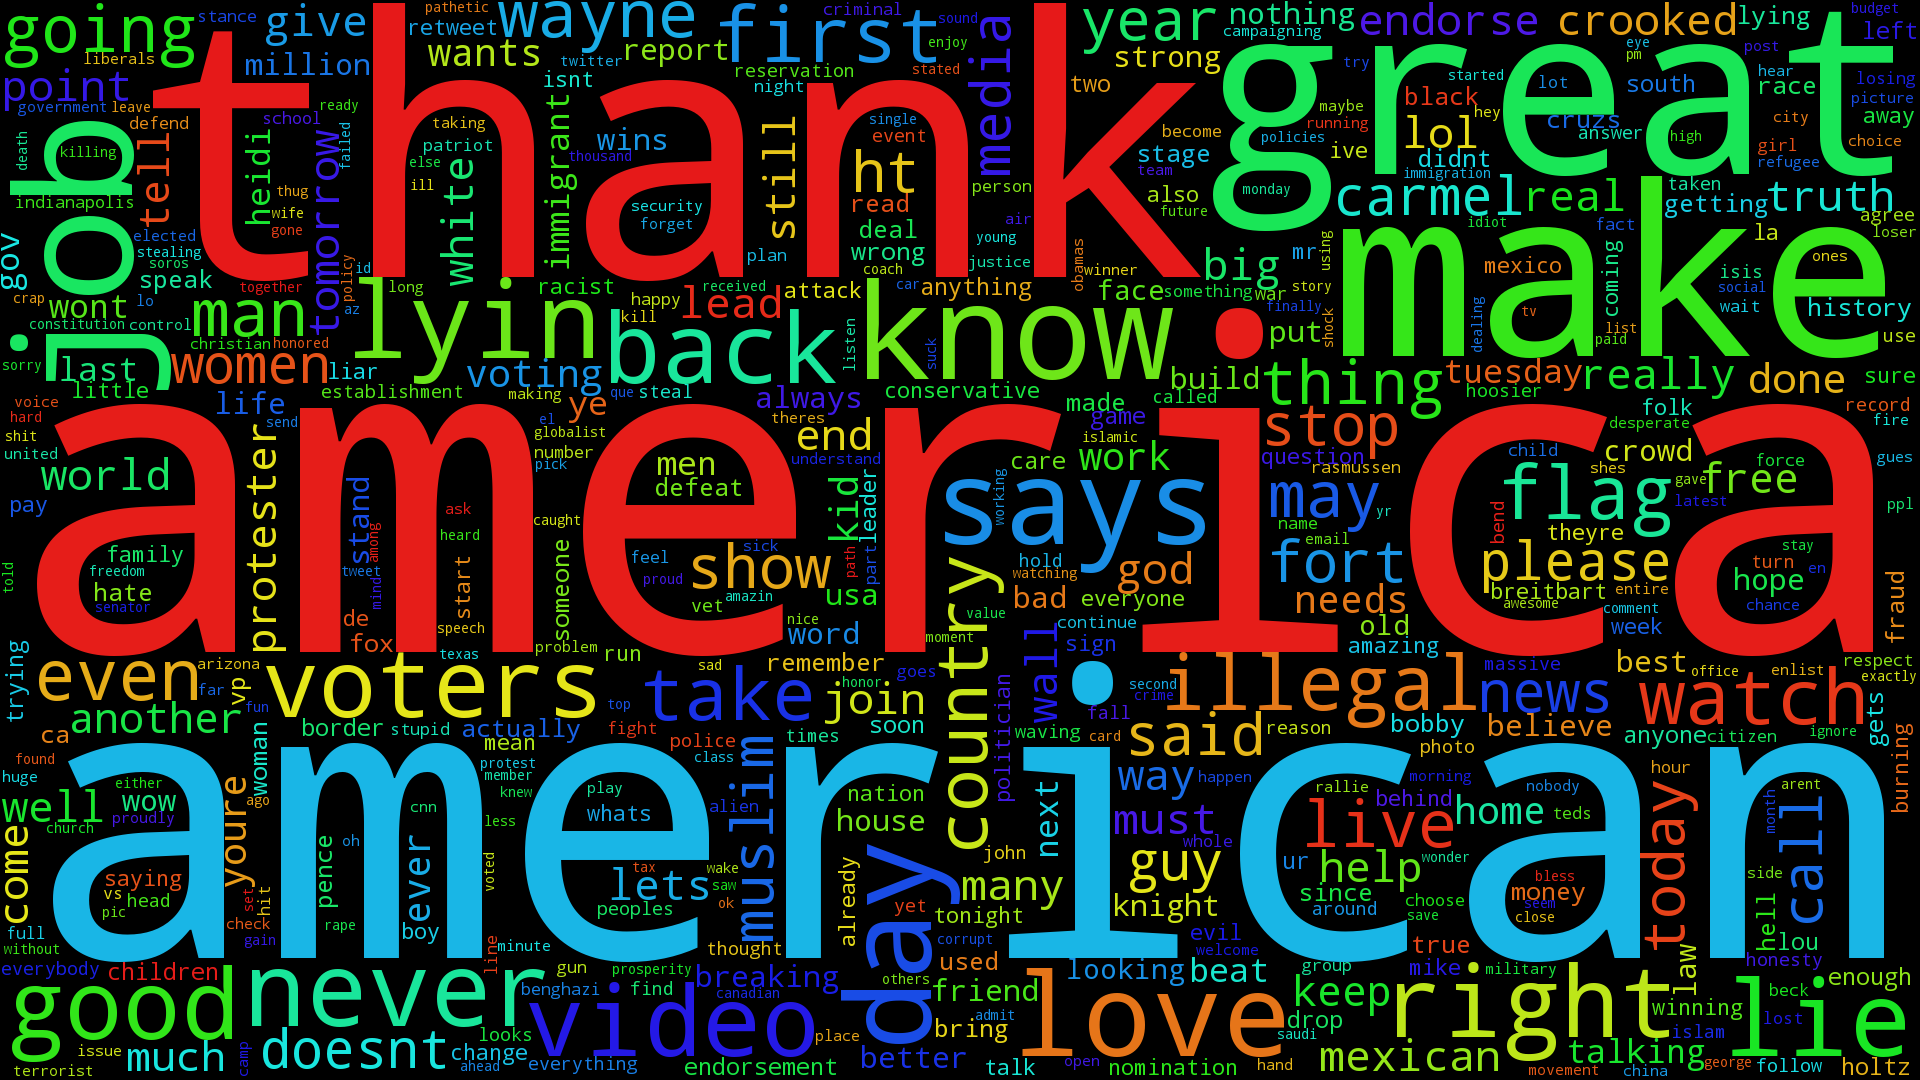 going stance give pathetic retweet wayne criminal first sound enjoy year nothing campaigning endorse crooked lying budget left
liberals million wants twitter report reservation night stated media strong two try started lot south eye pm post hear race losing picture away
point government leave ready thank great
defend school failed taking patriot else ill isnt immigrant wins single event ht still person become stage also future maybe policies running ive black lol hey didnt immigration cruzs answer high city girl refugee choice
job death killing tell heidi tomorrow white security forget thousand read deal wrong coach air young justice team monday carmel real taken getting truth agree loser
indianapolis thug wife gone elected stealing soros speak gov crap wont lo id policy az together long racist happy kill received plan car anything obamas winner face something war big mr using story idiot mexico fact coming la isis social wait ones history use
constitution control christian honored man lyin lead attack back listen suck know finally put shock tv dealing list paid make
sorry last little women liar establishment voting making que steal always conservative made called build thing hoosier tuesday really done sure
voice hard shit united life send el ye globalist number pick theres end understand game islamic care work question rasmussen stop folk desperate crowd record fire gues
america
world pay protester stand among ask heard caught men defeat kid leader says working may yr name email child flag shes gave free force latest ppl
told family freedom hate senator tweet mind start someone feel sick proud show amazin vet nice path part usa hold watching god bad everyone value country fort needs bend please theyre breitbart awesome entire comment turn stay hope en chance
de fox speech texas problem run sad word remember moment goes continue sign wall old amazing week fraud
trying even arizona far vp fun voters top take honor join politician second crime fall illegal massive news best office enlist respect exactly watch
another ca border stupid actually mean fight police class times soon waving card said reason bobby photo believe anyone citizen ignore gets
found huge woman either ago protest member knew less play whats alien muslim nation house next way happen rallie morning behind nobody hour arent month burning
american
well wow proudly church come youre cnn oh ever pence john must whole guy live ur help wonder home teds today call
saying vs head pic set check hit rape boy voted lets tax peoples wake saw ok already yet day many tonight knight since around choose save bless seem money close side hell
full without gain line minute thought corrupt evil welcome true law lou honesty
everybody children good never gun benghazi prosperity find breaking canadian video others used friend bring admit looking beat love group drop saudi keep mike military right islam winning beck lost enough lie
terrorist issue much camp doesnt looks change ahead everything endorsement place better talk open nomination hand mexican movement talking george china follow holtz